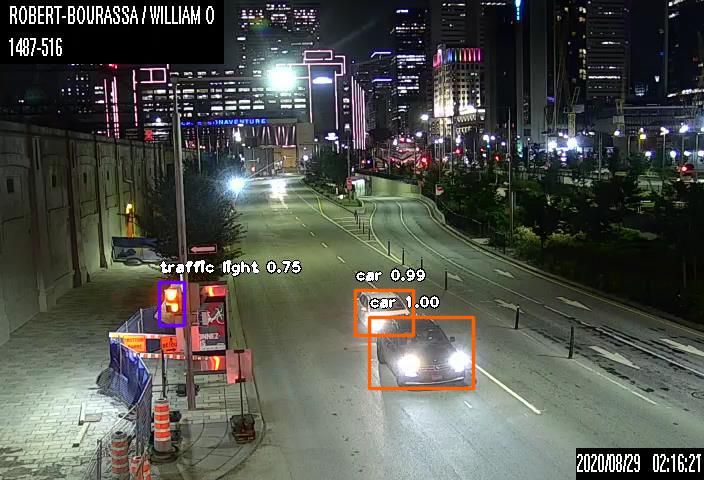 ROBERT-BOURASSA / WILLIAM O
1487-516
BONAVENTURE
traffic light 0.75
car 0.99
car 1.00
2020/08/29 02:16:21